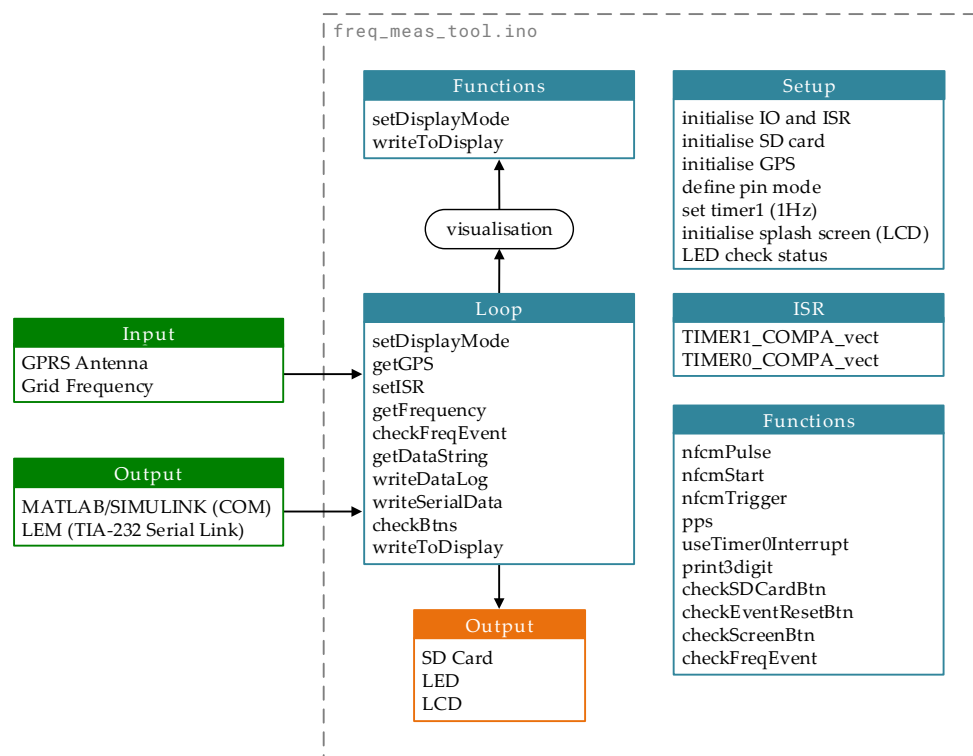 freq_meas_tool.ino
Functions
setDisplayMode
writeToDisplay
visualisation
Setup
initialise IO and ISR
initialise SD card
initialise GPS
define pin mode
set timer1 (1Hz)
initialise splash screen (LCD)
LED check status
Input
GPRS Antenna
Grid Frequency
Output
MATLAB/SIMULINK (COM)
LEM (TIA-232 Serial Link)
Loop
setDisplayMode
getGPS
setISR
getFrequency
checkFreqEvent
getDataString
writeDataLog
writeSerialData
checkBtns
writeToDisplay
ISR
TIMER1_COMPA_vect
TIMER0_COMPA_vect
Functions
nfcmPulse
nfcmStart
nfcmTrigger
pps
useTimer0Interrupt
print3digit
checkSDCardBtn
checkEventResetBtn
checkScreenBtn
checkFreqEvent
Output
SD Card
LED
LCD